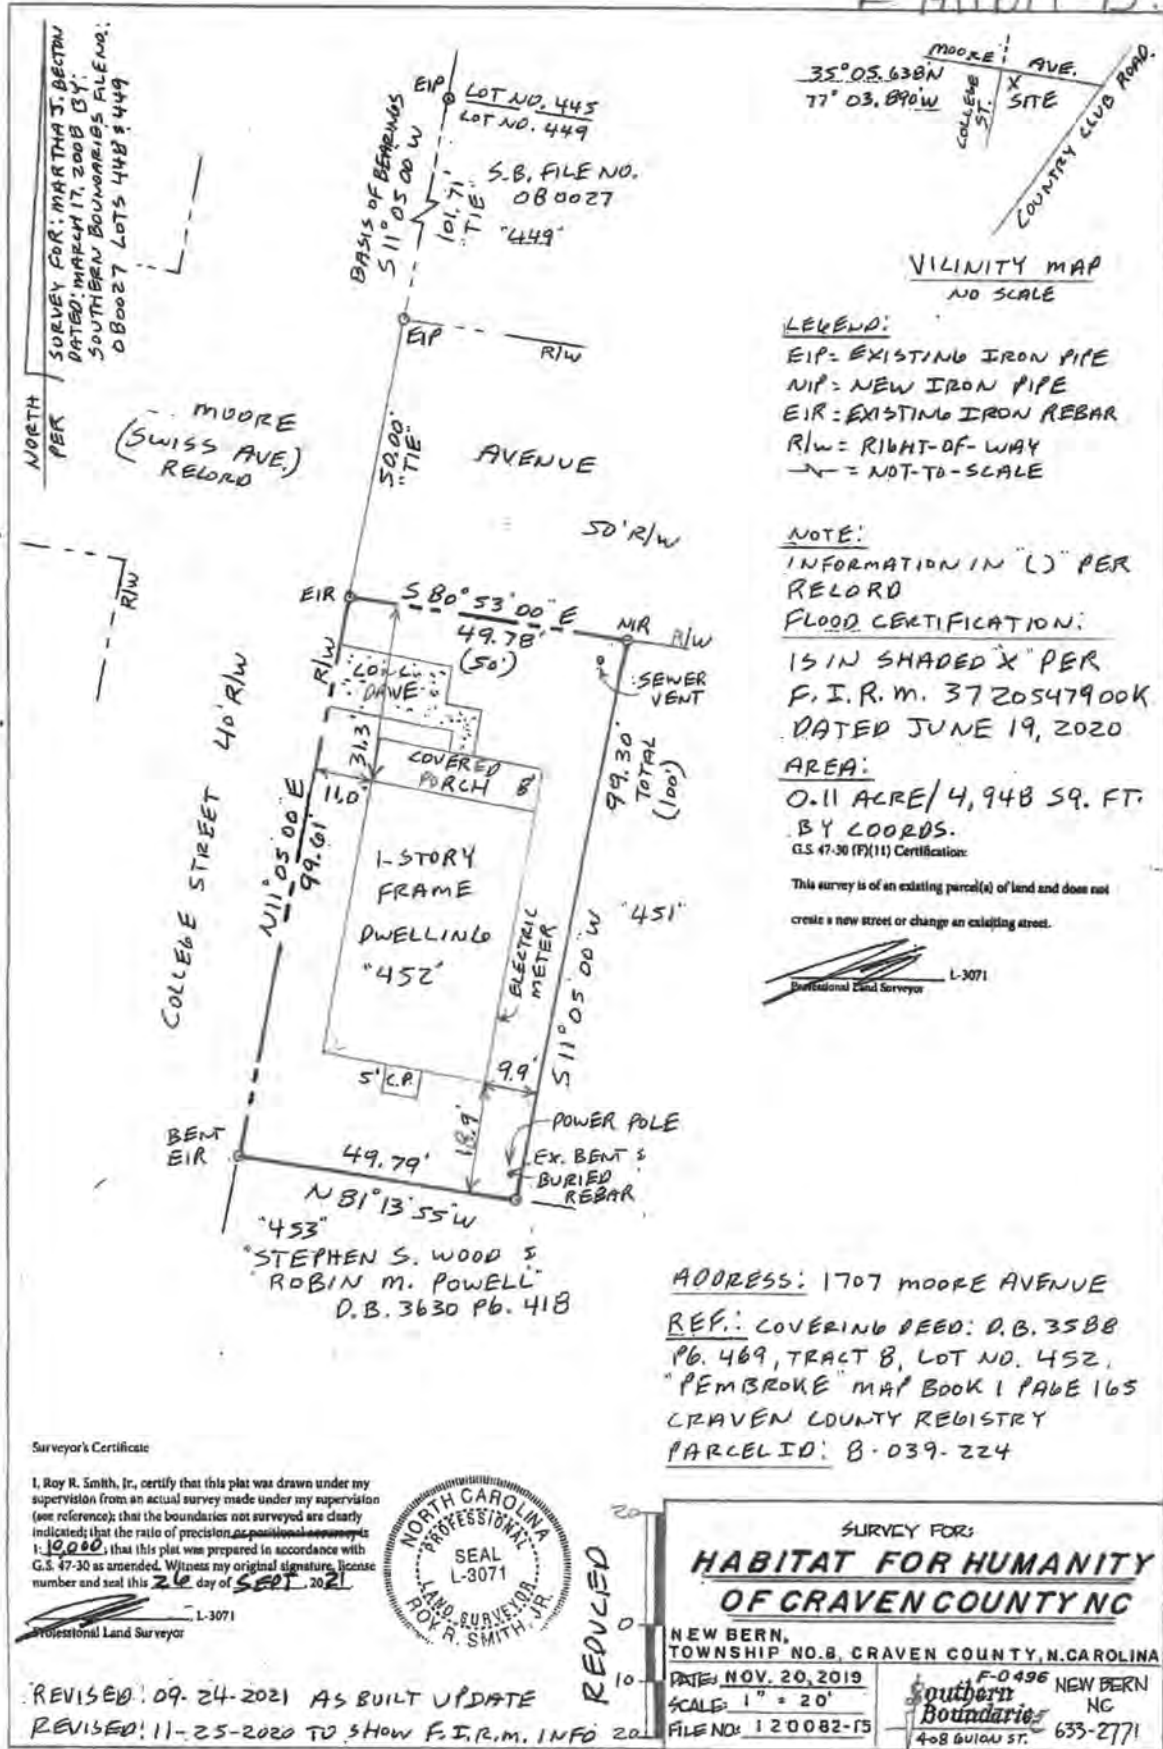 NORTH
PER
SURVEY FOR: MARTHA J. BECTON
DATED: MARCH 17, 2008 BY:
SOUTHERN BOUNDARIES FILE NO.:
080027 LOTS 448 & 449
EIP
LOT NO. 445
LOT NO. 449
BASIS OF BEARINGS
S 11° 05' 00" W
101.71'
"TIE"
S.B. FILE NO.
080027
"449"
EIP
R/W
35° 05.638'N
77° 03.890'W
MOORE AVE.
COLLEGE ST.
X
SITE
COUNTRY CLUB ROAD.
VICINITY MAP
NO SCALE
LEGEND:
EIP= EXISTING IRON PIPE
NIP= NEW IRON PIPE
EIR= EXISTING IRON REBAR
R/W= RIGHT-OF-WAY
= NOT-TO-SCALE
NOTE:
INFORMATION IN "()" PER
RECORD
FLOOD CERTIFICATION:
IS IN SHADED "X" PER
F.I.R.M. 3720547900K
DATED JUNE 19, 2020
AREA:
0.11 ACRE/4,948 SQ. FT.
BY COORDS.
G.S. 47-30 (F)(11) Certification:
This survey is of an existing parcel(s) of land and does not
create a new street or change an existing street.
L-3071
Professional Land Surveyor
MOORE
(SWISS AVE.)
RECORD
50.00'
"TIE"
AVENUE
50' R/W
R/W
EIR
S 80° 53' 00" E
49.78'
(50')
NIR
R/W
R/W
CONC.
DRIVE
SEWER
VENT
31.3'
COVERED
PORCH
8'
11.0'
99.30'
TOTAL
(100')
COLLEGE STREET 40' R/W
N 11° 05' 00" E
99.61'
1-STORY
FRAME
DWELLING
"452"
ELECTRIC
METER
S 11° 05' 00" W
"451"
5' C.P.
9.9'
18.9'
POWER POLE
EX. BENT &
BURIED
REBAR
BENT
EIR
49.79'
N 81° 13' 55" W
"453"
"STEPHEN S. WOOD &
ROBIN M. POWELL"
D.B. 3630 PG. 418
ADDRESS: 1707 MOORE AVENUE
REF.: COVERING DEED: D.B. 3588
PG. 469, TRACT 8, LOT NO. 452,
"PEMBROKE" MAP BOOK 1 PAGE 165
CRAVEN COUNTY REGISTRY
PARCEL ID: 8-039-224
Surveyor's Certificate
I, Roy R. Smith, Jr., certify that this plat was drawn under my
supervision from an actual survey made under my supervision
(see reference); that the boundaries not surveyed are clearly
indicated; that the ratio of precision or positional accuracy is
1: 10,000; that this plat was prepared in accordance with
G.S. 47-30 as amended. Witness my original signature, license
number and seal this 26 day of SEPT, 2021
L-3071
Professional Land Surveyor
NORTH CAROLINA
PROFESSIONAL
SEAL
L-3071
LAND SURVEYOR
ROY R. SMITH, JR.
REDUCED
20
0
10
20
REVISED: 09-24-2021 AS BUILT UPDATE
REVISED: 11-25-2020 TO SHOW F.I.R.M. INFO
SURVEY FOR:
HABITAT FOR HUMANITY
OF CRAVEN COUNTY NC
NEW BERN,
TOWNSHIP NO.8, CRAVEN COUNTY, N.CAROLINA
DATE: NOV. 20, 2019
SCALE: 1" = 20'
FILE NO: 120082-15
F-0496
Southern
Boundaries
408 GUION ST.
NEW BERN
NC
633-2771